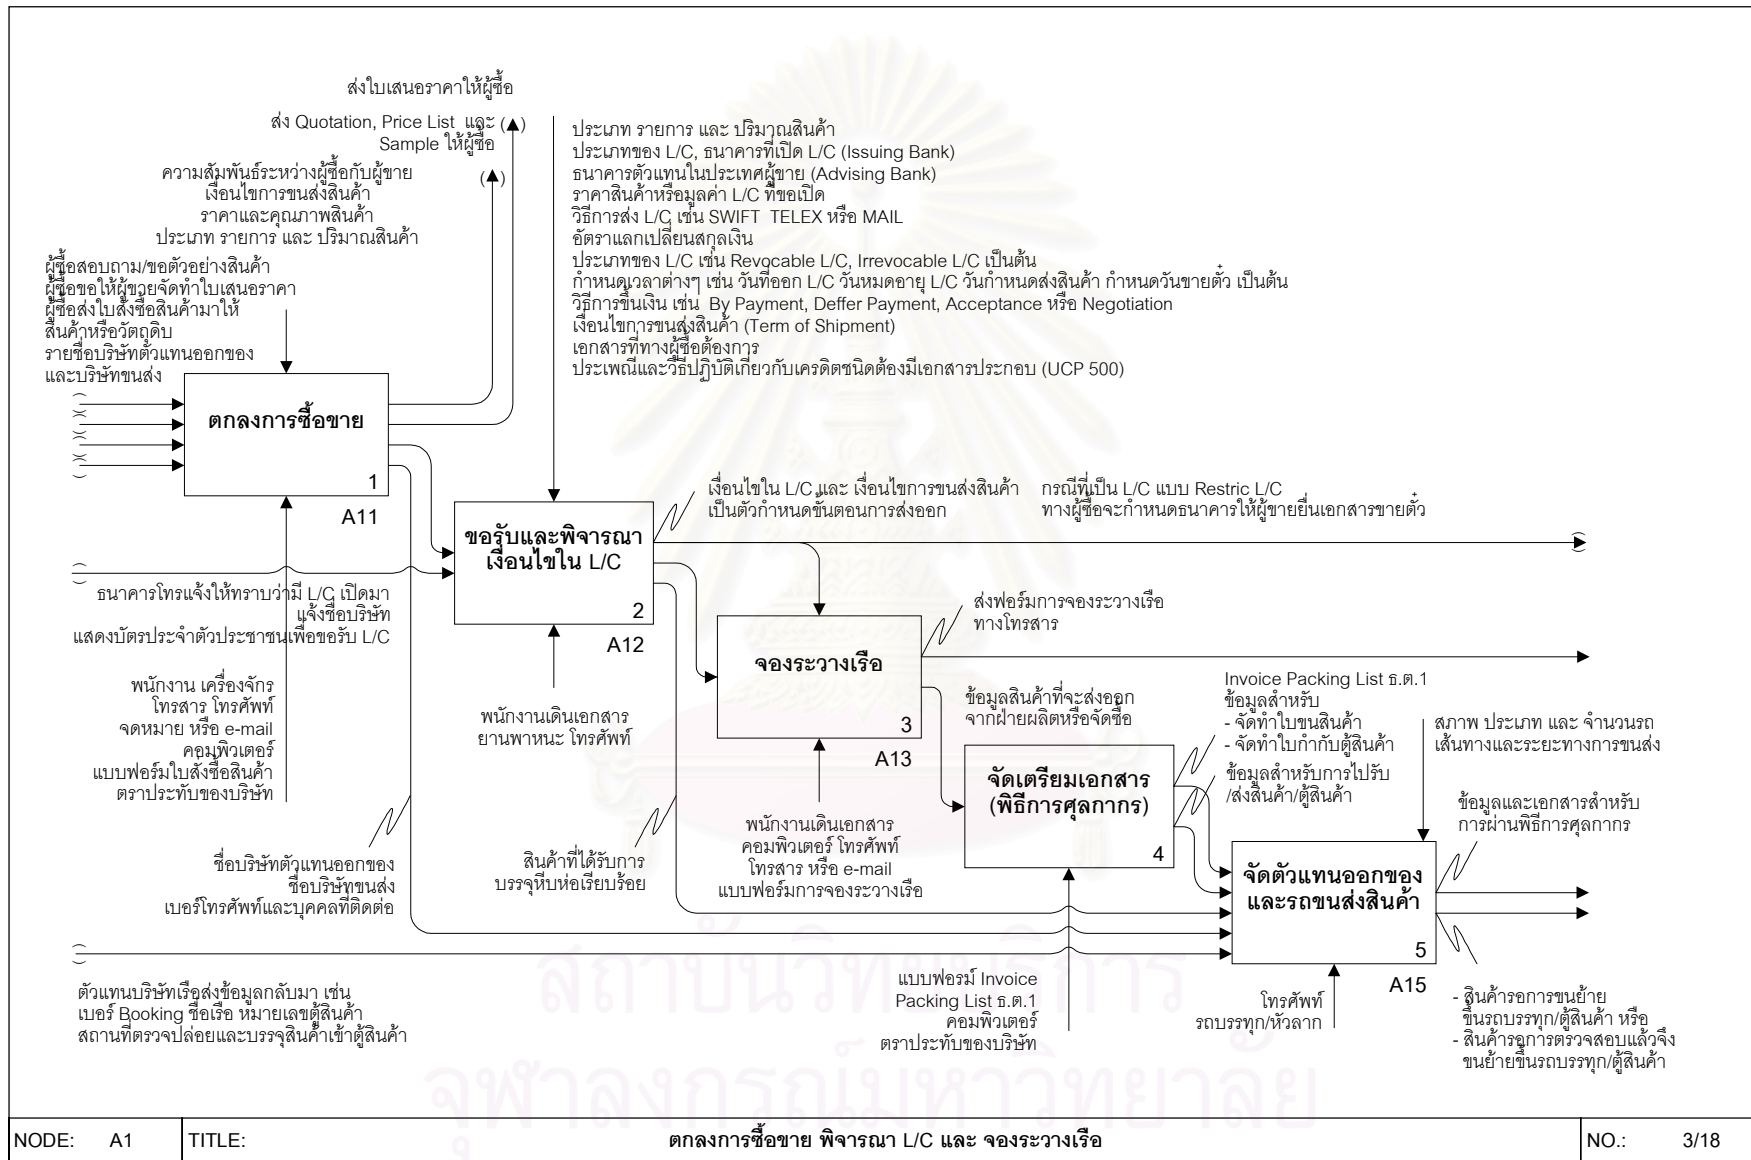 ส่งใบเสนอราคาให้ผู้ซื้อ
ส่ง Quotation, Price List และ
Sample ให้ผู้ซื้อ
ความสัมพันธ์ระหว่างผู้ซื้อกับผู้ขาย
เงื่อนไขการขนส่งสินค้า
ราคาและคุณภาพสินค้า
ประเภท รายการ และ ปริมาณสินค้า
ผู้ซื้อสอบถาม/ขอตัวอย่างสินค้า
ผู้ซื้อขอให้ผู้ขายจัดทำใบเสนอราคา
ผู้ซื้อส่งใบสั่งซื้อสินค้ามาให้
สินค้าหรือวัตถุดิบ
รายชื่อบริษัทตัวแทนออกของ
และบริษัทขนส่ง
ประเภท รายการ และ ปริมาณสินค้า
ประเภทของ L/C, ธนาคารที่เปิด L/C (Issuing Bank)
ธนาคารตัวแทนในประเทศผู้ขาย (Advising Bank)
ราคาสินค้าหรือมูลค่า L/C ที่ขอเปิด
วิธีการส่ง L/C เช่น SWIFT TELEX หรือ MAIL
อัตราแลกเปลี่ยนสกุลเงิน
ประเภทของ L/C เช่น Revocable L/C, Irrevocable L/C เป็นต้น
กำหนดเวลาต่างๆ เช่น วันที่ออก L/C วันหมดอายุ L/C วันกำหนดส่งสินค้า กำหนดวันขายตั๋ว เป็นต้น
วิธีการขึ้นเงิน เช่น By Payment, Deffer Payment, Acceptance หรือ Negotiation
เงื่อนไขการขนส่งสินค้า (Term of Shipment)
เอกสารที่ทางผู้ซื้อต้องการ
ประเพณีและวิธีปฏิบัติเกี่ยวกับเครดิตชนิดต้องมีเอกสารประกอบ (UCP 500)
ตกลงการซื้อขาย
1
A11
ขอรับและพิจารณา
เงื่อนไขใน L/C
2
A12
เงื่อนไขใน L/C และ เงื่อนไขการขนส่งสินค้า
เป็นตัวกำหนดขั้นตอนการส่งออก
กรณีที่เป็น L/C แบบ Restric L/C
ทางผู้ซื้อจะกำหนดธนาคารให้ผู้ขายยื่นเอกสารขายตั๋ว
ธนาคารโทรแจ้งให้ทราบว่ามี L/C เปิดมา
แจ้งชื่อบริษัท
แสดงบัตรประจำตัวประชาชนเพื่อขอรับ L/C
ส่งฟอร์มการจองระวางเรือ
ทางโทรสาร
จองระวางเรือ
3
A13
พนักงาน เครื่องจักร
โทรสาร โทรศัพท์
จดหมาย หรือ e-mail
คอมพิวเตอร์
แบบฟอร์มใบสั่งซื้อสินค้า
ตราประทับของบริษัท
พนักงานเดินเอกสาร
ยานพาหนะ โทรศัพท์
ข้อมูลสินค้าที่จะส่งออก
จากฝ่ายผลิตหรือจัดซื้อ
Invoice Packing List ธ.ต.1
ข้อมูลสำหรับ
- จัดทำใบขนสินค้า
- จัดทำใบกำกับตู้สินค้า
ข้อมูลสำหรับการไปรับ
/ส่งสินค้า/ตู้สินค้า
สภาพ ประเภท และ จำนวนรถ
เส้นทางและระยะทางการขนส่ง
จัดเตรียมเอกสาร
(พิธีการศุลกากร)
4
ข้อมูลและเอกสารสำหรับ
การผ่านพิธีการศุลกากร
ชื่อบริษัทตัวแทนออกของ
ชื่อบริษัทขนส่ง
เบอร์โทรศัพท์และบุคคลที่ติดต่อ
สินค้าที่ได้รับการ
บรรจุหีบห่อเรียบร้อย
พนักงานเดินเอกสาร
คอมพิวเตอร์ โทรศัพท์
โทรสาร หรือ e-mail
แบบฟอร์มการจองระวางเรือ
จัดตัวแทนออกของ
และรถขนส่งสินค้า
5
A15
ตัวแทนบริษัทเรือส่งข้อมูลกลับมา เช่น
เบอร์ Booking ชื่อเรือ หมายเลขตู้สินค้า
สถานที่ตรวจปล่อยและบรรจุสินค้าเข้าตู้สินค้า
แบบฟอรม์ Invoice
Packing List ธ.ต.1
คอมพิวเตอร์
ตราประทับของบริษัท
โทรศัพท์
รถบรรทุก/หัวลาก
- สินค้ารอการขนย้าย
ขึ้นรถบรรทุก/ตู้สินค้า หรือ
- สินค้ารอการตรวจสอบแล้วจึง
ขนย้ายขึ้นรถบรรทุก/ตู้สินค้า
สถาบันวิทยบริการ
จุฬาลงกรณ์มหาวิทยาลัย
NODE: A1 TITLE: ตกลงการซื้อขาย พิจารณา L/C และ จองระวางเรือ NO.: 3/18